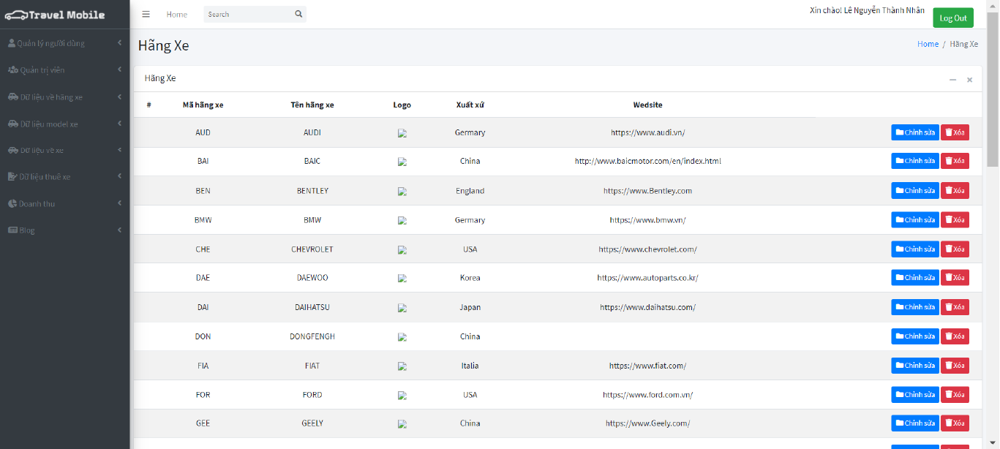 Travel Mobile
Home
Search
Xin chào! Lê Nguyễn Thành Nhân
Log Out
Quản lý người dùng
Quản trị viên
Dữ liệu về hãng xe
Dữ liệu model xe
Dữ liệu về xe
Dữ liệu thuê xe
Doanh thu
Blog
Hãng Xe
Home / Hãng Xe
Hãng Xe
# Mã hãng xe Tên hãng xe Logo Xuất xứ Wedsite
AUD AUDI Germary https://www.audi.vn/ Chỉnh sửa Xóa
BAI BAIC China http://www.baicmotor.com/en/index.html Chỉnh sửa Xóa
BEN BENTLEY England https://www.Bentley.com Chỉnh sửa Xóa
BMW BMW Germary https://www.bmw.vn/ Chỉnh sửa Xóa
CHE CHEVROLET USA https://www.chevrolet.com/ Chỉnh sửa Xóa
DAE DAEWOO Korea https://www.autoparts.co.kr/ Chỉnh sửa Xóa
DAI DAIHATSU Japan https://www.daihatsu.com/ Chỉnh sửa Xóa
DON DONGFENGH China Chỉnh sửa Xóa
FIA FIAT Italia https://www.fiat.com/ Chỉnh sửa Xóa
FOR FORD USA https://www.ford.com.vn/ Chỉnh sửa Xóa
GEE GEELY China https://www.Geely.com/ Chỉnh sửa Xóa